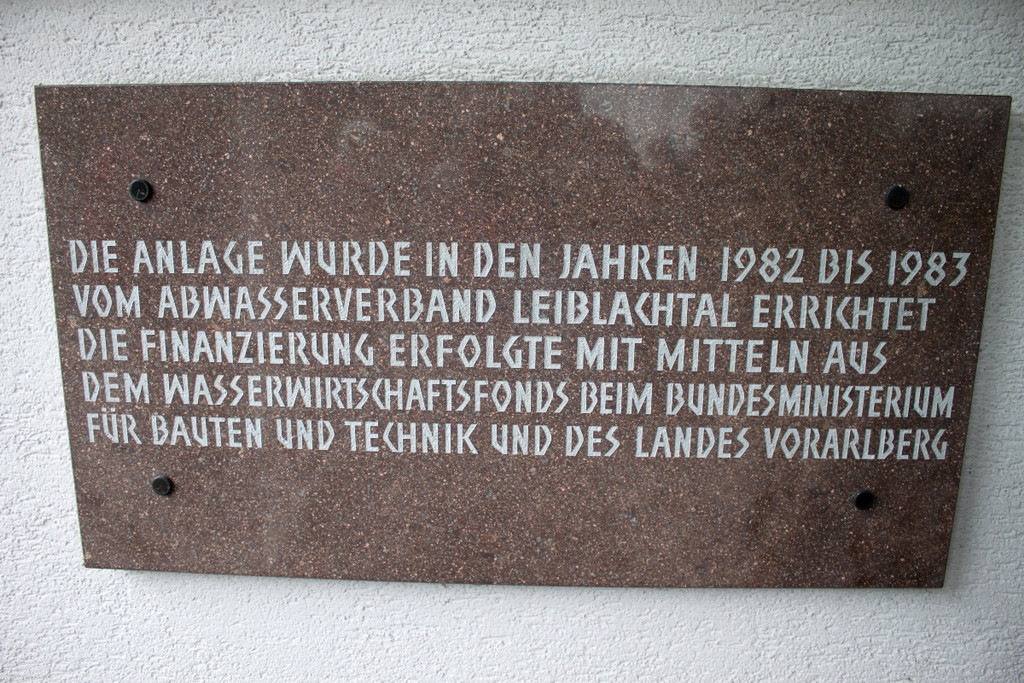 DIE ANLAGE WURDE IN DEN JAHREN 1982 BIS 1983
VOM ABWASSERVERBAND LEIBLACHTAL ERRICHTET
DIE FINANZIERUNG ERFOLGTE MIT MITTELN AUS
DEM WASSERWIRTSCHAFTSFONDS BEIM BUNDESMINISTERIUM
FÜR BAUTEN UND TECHNIK UND DES LANDES VORARLBERG